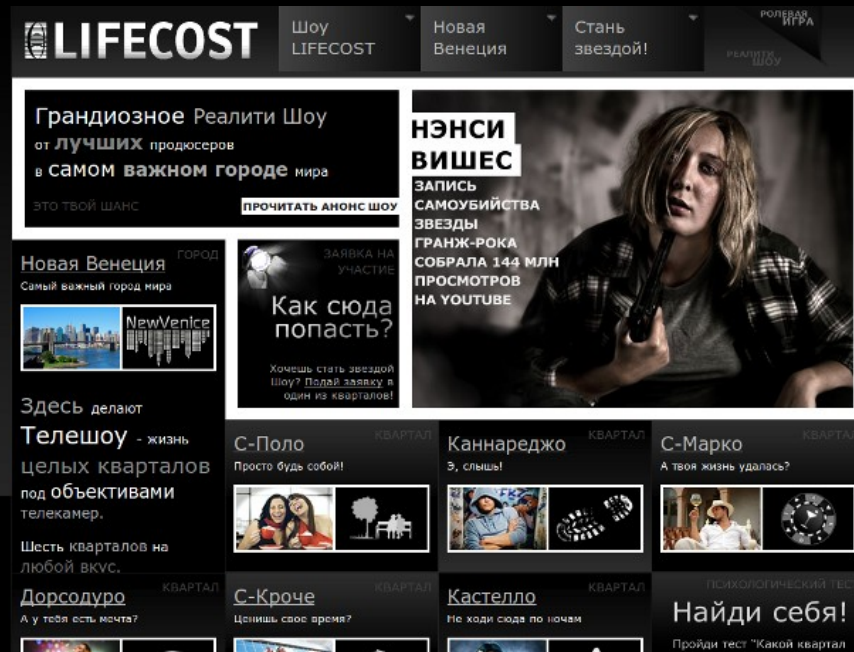 LIFECOST
Шоу
LIFECOST
Новая
Венеция
Стань
звездой!
РОЛЕВАЯ
ИГРА
РЕАЛИТИ
ШОУ
Грандиозное Реалити Шоу
от лучших продюсеров
в самом важном городе мира
ЭТО ТВОЙ ШАНС
ПРОЧИТАТЬ АНОНС ШОУ
НЭНСИ
ВИШЕС
ЗАПИСЬ
САМОУБИЙСТВА
ЗВЕЗДЫ
ГРАНЖ-РОКА
СОБРАЛА 144 МЛН
ПРОСМОТРОВ
НА YOUTUBE
ГОРОД
Новая Венеция
Самый важный город мира
NewVenice
Здесь делают
Телешоу - жизнь
целых кварталов
под объективами
телекамер.
Шесть кварталов на
любой вкус.
ЗАЯВКА НА
УЧАСТИЕ
Как сюда
попасть?
Хочешь стать звездой
Шоу? Подай заявку в
один из кварталов!
КВАРТАЛ
С-Поло
Просто будь собой!
КВАРТАЛ
Каннареджо
Э, слышь!
КВАРТАЛ
С-Марко
А твоя жизнь удалась?
КВАРТАЛ
Дорсодуро
А у тебя есть мечта?
КВАРТАЛ
С-Кроче
Ценишь свое время?
КВАРТАЛ
Кастелло
Не ходи сюда по ночам
ПСИХОЛОГИЧЕСКИЙ ТЕСТ
Найди себя!
Пройди тест "Какой квартал